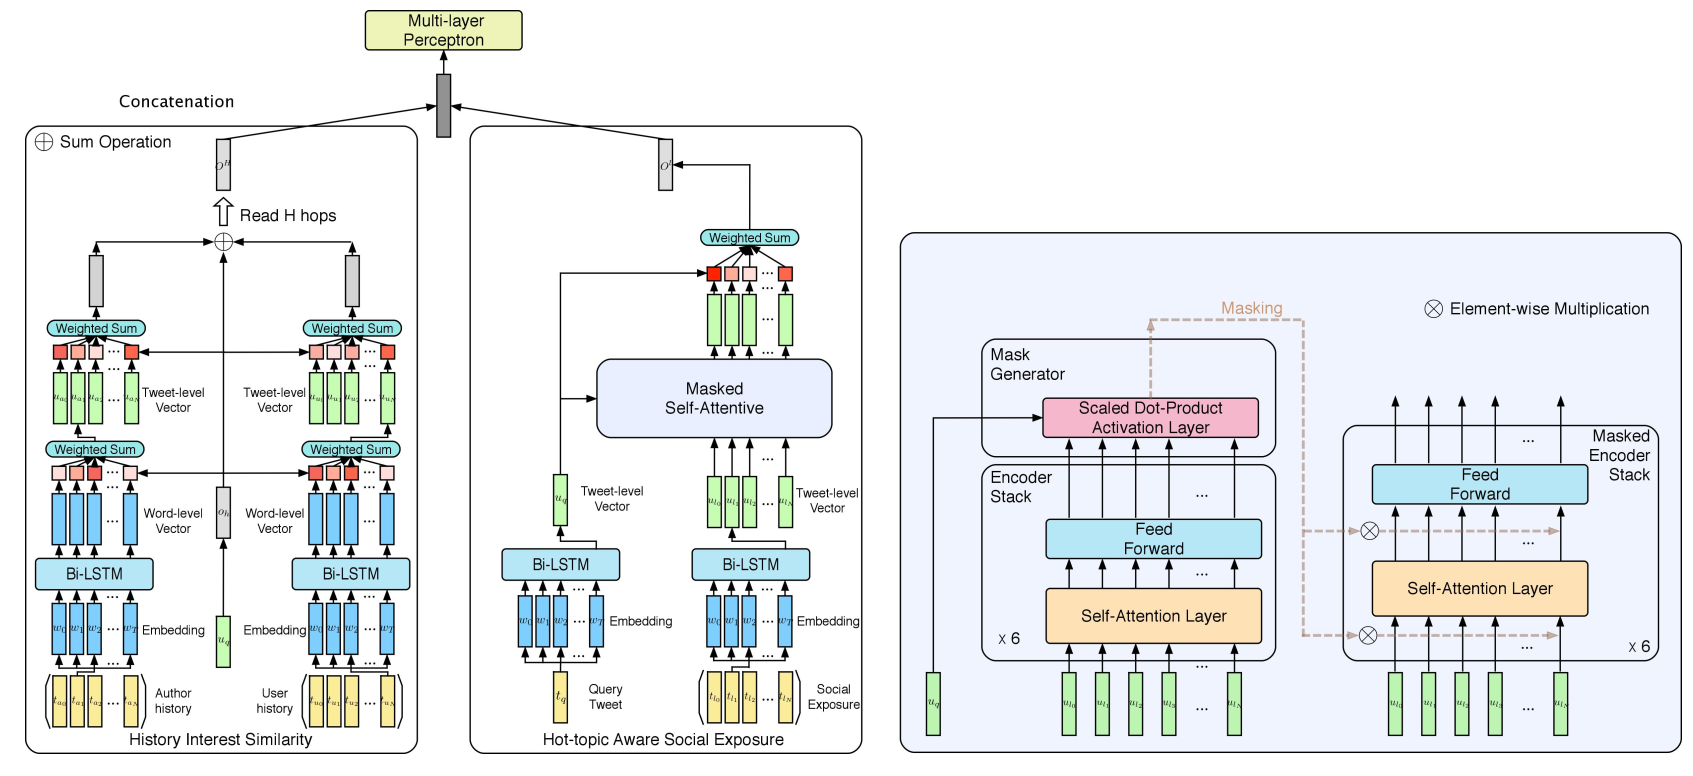 Multi-layer
Perceptron
Concatenation
Sum Operation
O^H
Read H hops
Weighted Sum
Weighted Sum
u_{a_0} u_{a_1} u_{a_2} ... u_{a_N}
Tweet-level
Vector
Tweet-level
Vector
u_{u_0} u_{u_1} u_{u_2} ... u_{u_N}
Weighted Sum
Weighted Sum
Word-level
Vector
o_h
Word-level
Vector
Bi-LSTM
Bi-LSTM
w_0 w_1 w_2 ... w_T
Embedding
u_q
Embedding
w_0 w_1 w_2 ... w_T
t_{a_0} t_{a_1} t_{a_2} ... t_{a_N}
Author
history
User
history
t_{u_0} t_{u_1} t_{u_2} ... t_{u_N}
History Interest Similarity
O^l
Weighted Sum
Masked
Self-Attentive
u_q
Tweet-level
Vector
u_{l_0} u_{l_1} u_{l_2} ... u_{l_N}
Tweet-level
Vector
Bi-LSTM
Bi-LSTM
w_0 w_1 w_2 ... w_T
Embedding
w_0 w_1 w_2 ... w_T
Embedding
t_q
Query
Tweet
t_{l_0} t_{l_1} t_{l_2} ... t_{l_N}
Social
Exposure
Hot-topic Aware Social Exposure
Masking
Element-wise Multiplication
Mask
Generator
Scaled Dot-Product
Activation Layer
Encoder
Stack
...
Feed
Forward
...
Self-Attention Layer
X 6
...
u_q
u_{l_0} u_{l_1} u_{l_2} u_{l_3} ... u_{l_N}
Masked
Encoder
Stack
...
Feed
Forward
...
Self-Attention Layer
...
X 6
u_{l_0} u_{l_1} u_{l_2} u_{l_3} ... u_{l_N}